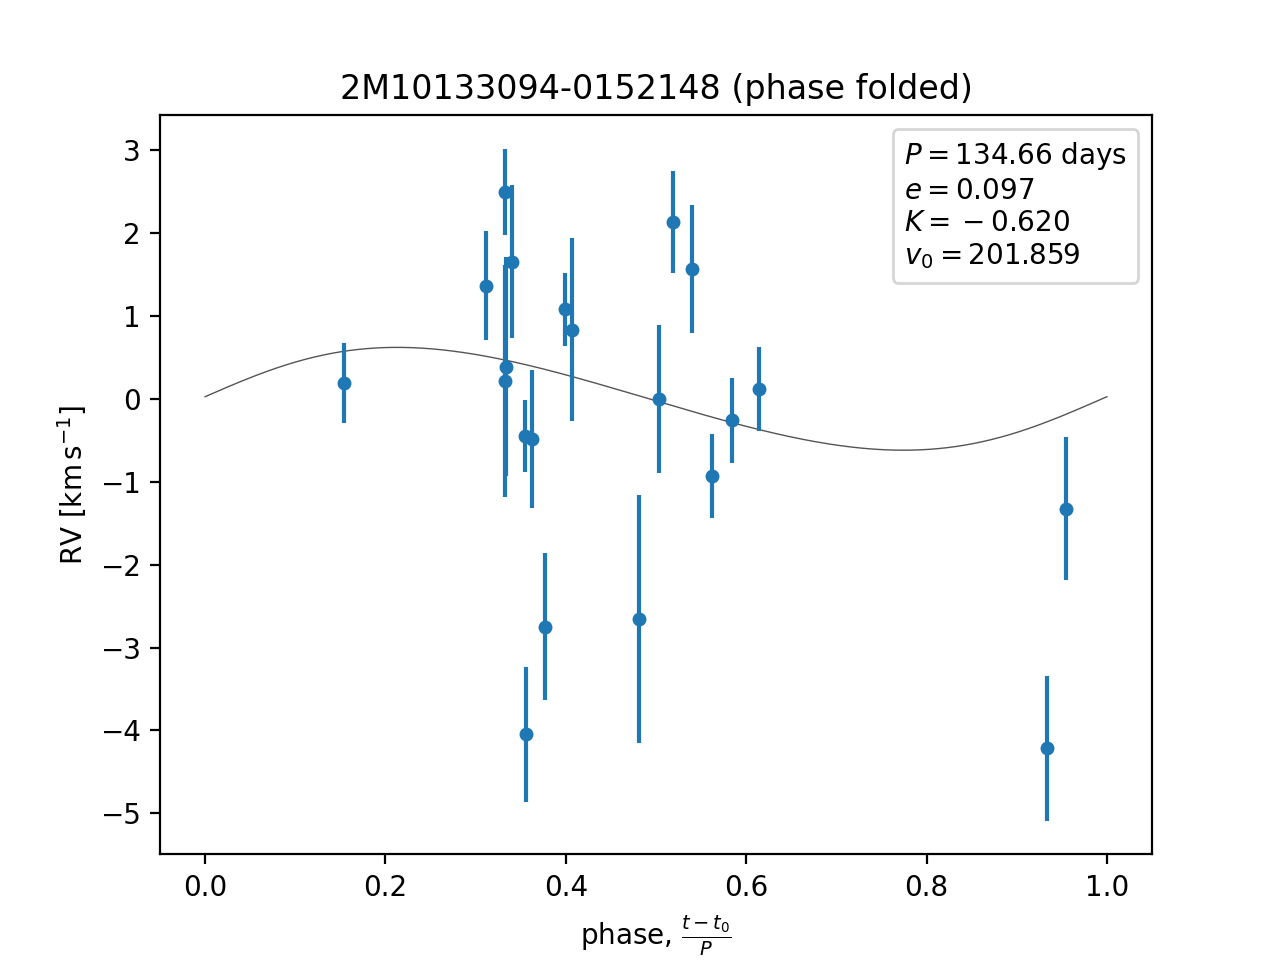 2M10133094-0152148 (phase folded)
P = 134.66 days
e = 0.097
K = −0.620
v₀ = 201.859
3
2
1
0
−1
−2
−3
−4
−5
RV [km s⁻¹]
0.0 0.2 0.4 0.6 0.8 1.0
phase, (t − t₀)/P